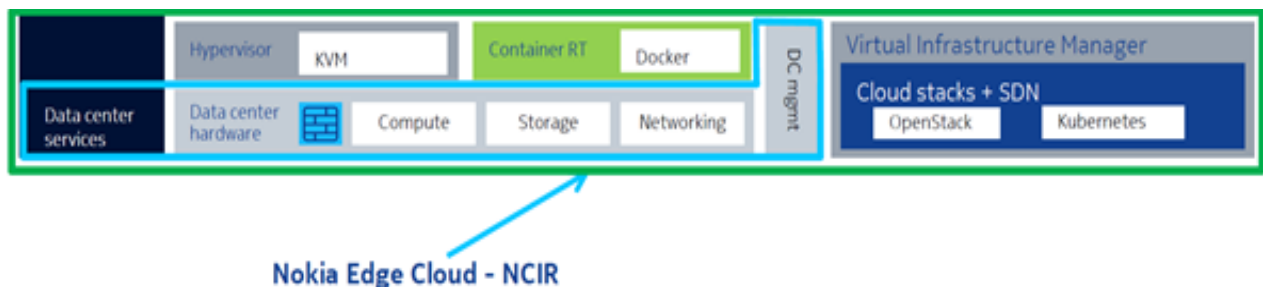 Hypervisor
KVM
Container RT
Docker
DC mgmt
Virtual Infrastructure Manager
Cloud stacks + SDN
OpenStack
Kubernetes
Data center
services
Data center
hardware
Compute
Storage
Networking
Nokia Edge Cloud - NCIR